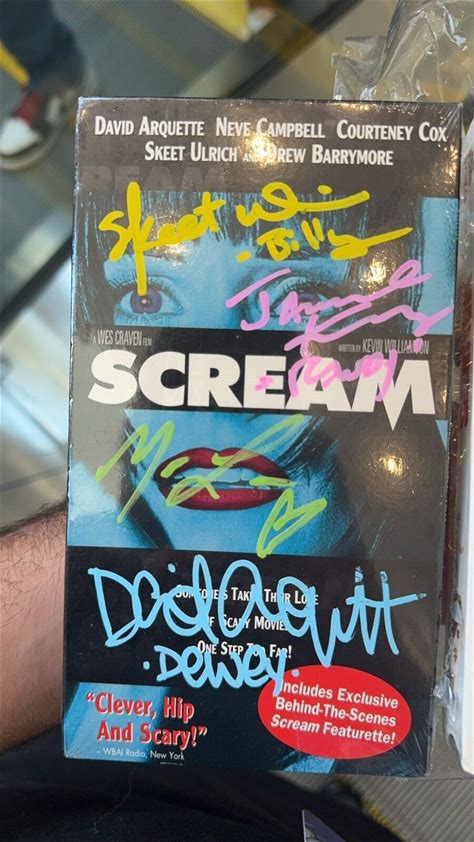 DAVID ARQUETTE NEVE CAMPBELL COURTENEY COX
SKEET ULRICH AND DREW BARRYMORE
Skeet
- Billy
A WES CRAVEN FILM
WRITTEN BY KEVIN WILLIAMSON
SCREAM
SOMEONE'S TAKEN THEIR LOVE
OF SCARY MOVIES
ONE STEP TOO FAR!
David Arquette
·DEWEY·
"Clever, Hip
And Scary!"
– WBAI Radio, New York
Includes Exclusive
Behind-The-Scenes
Scream Featurette!